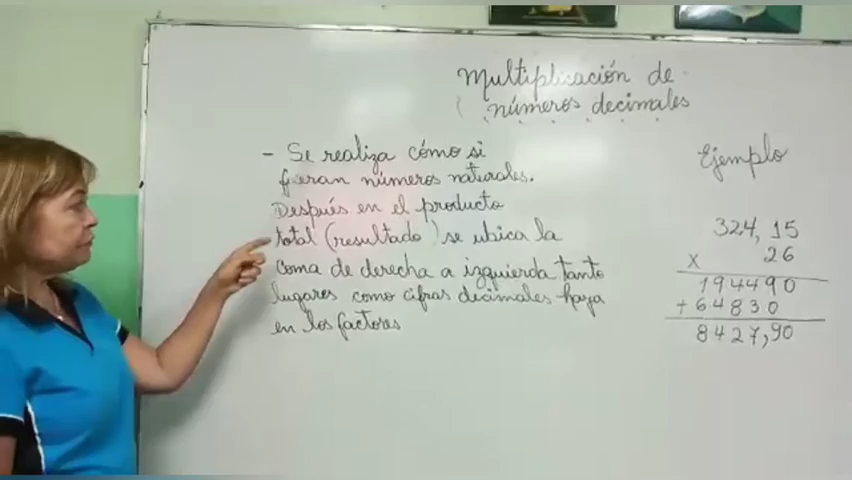 Multiplicación de
números decimales
- Se realiza cómo si
fueran números naturales.
Después en el producto
total (resultado) se ubica la
coma de derecha a izquierda tanto
lugares como cifras decimales haya
en los factores
Ejemplo
324,15
x 26
194490
+64830
8427,90